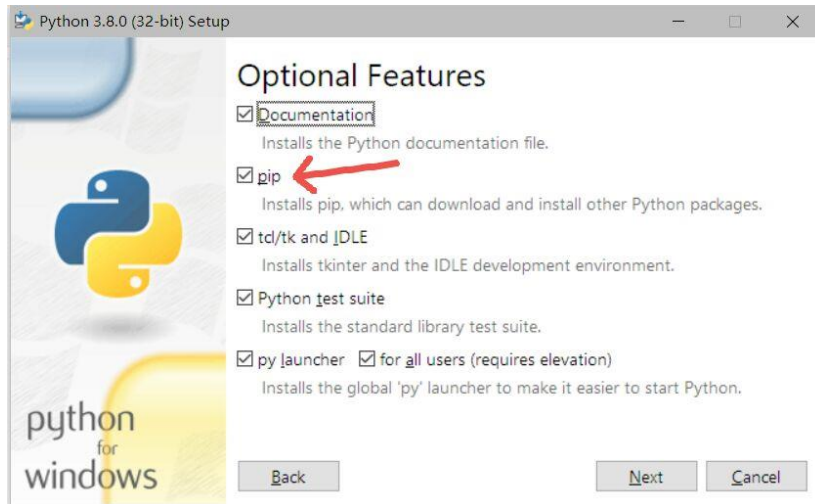 Python 3.8.0 (32-bit) Setup
Optional Features
Documentation
Installs the Python documentation file.
pip
Installs pip, which can download and install other Python packages.
tcl/tk and IDLE
Installs tkinter and the IDLE development environment.
Python test suite
Installs the standard library test suite.
py launcher for all users (requires elevation)
Installs the global 'py' launcher to make it easier to start Python.
python
for
windows
Back Next Cancel